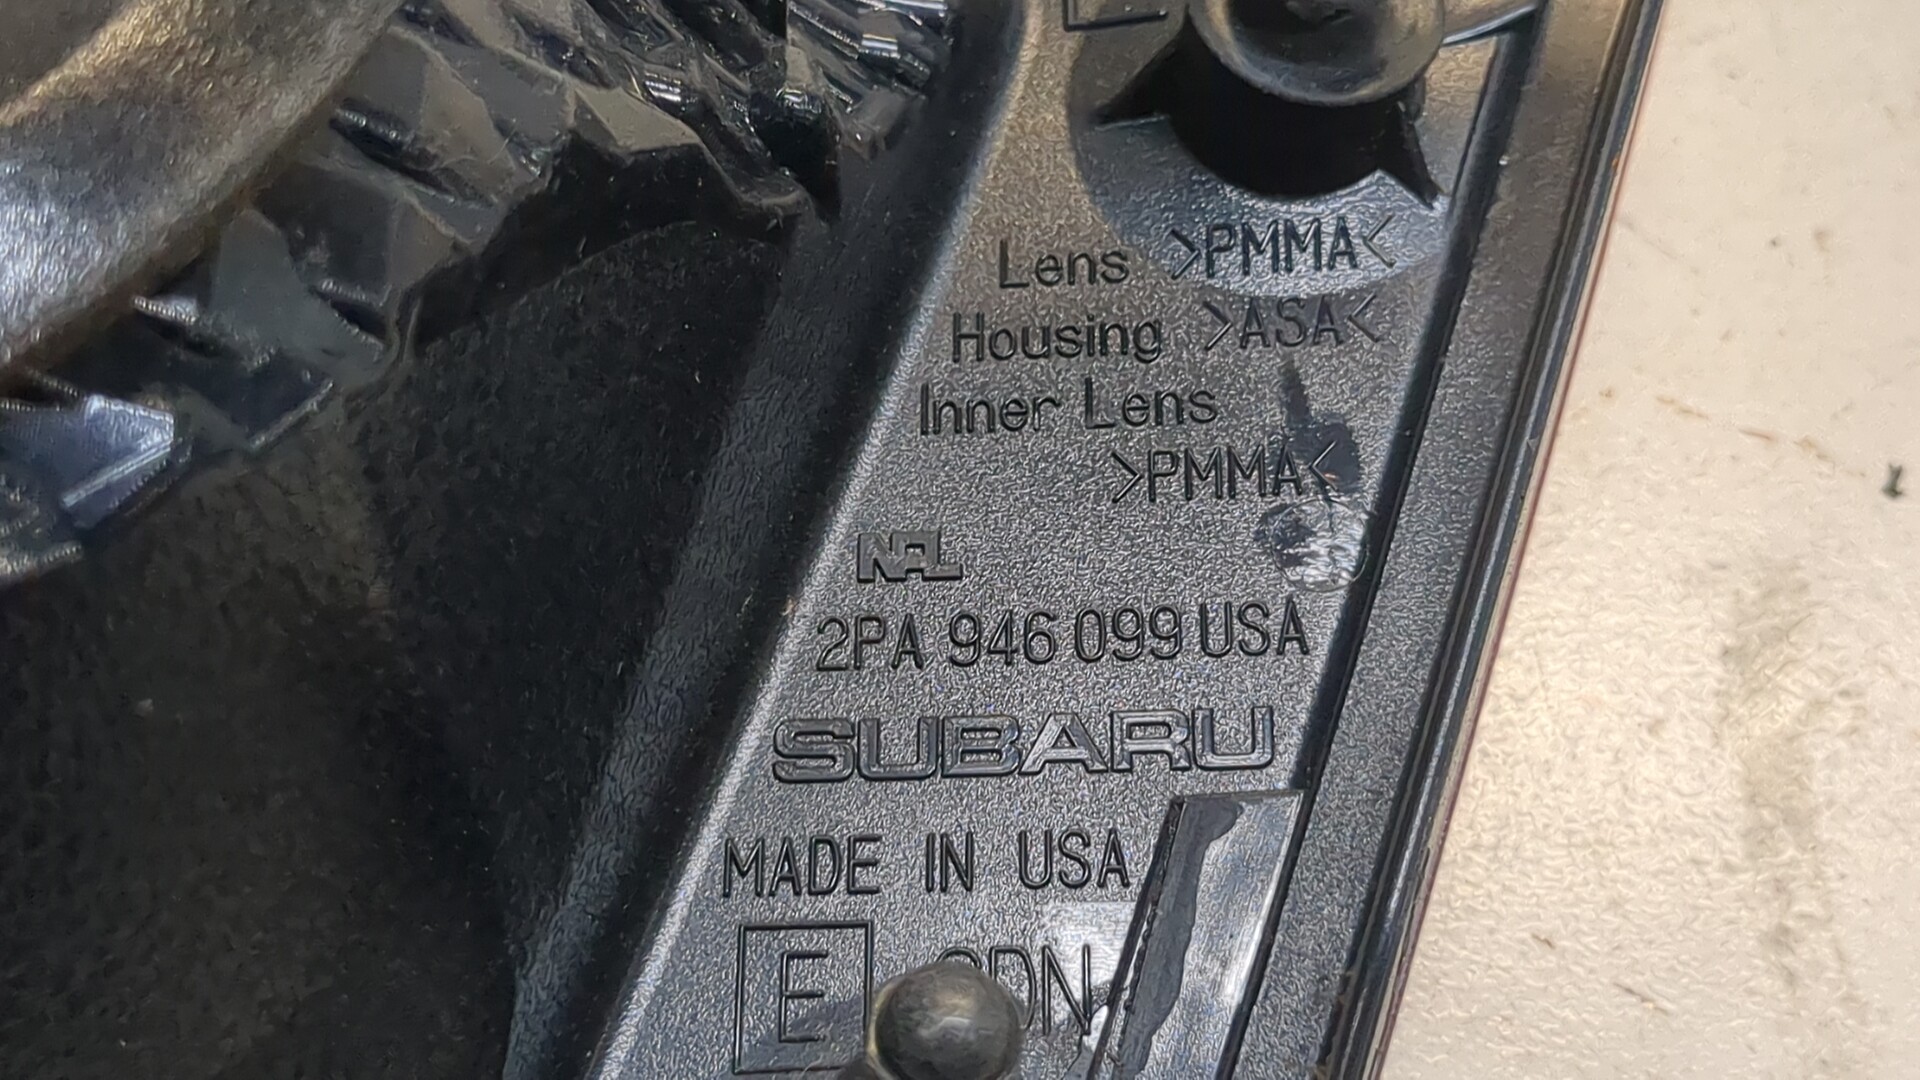 Lens >PMMA<
Housing >ASA<
Inner Lens
>PMMA<
NAL
2PA 946 099 USA
SUBARU
MADE IN USA
E